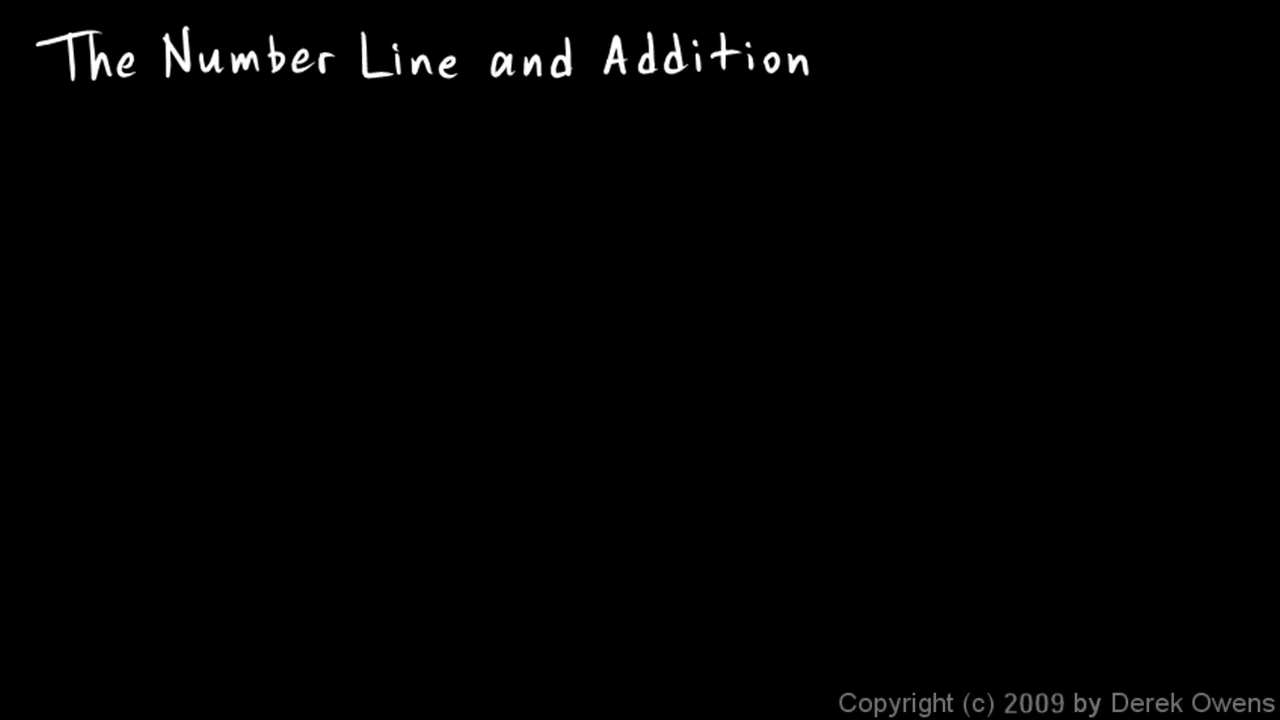 The Number Line and Addition
Copyright (c) 2009 by Derek Owens